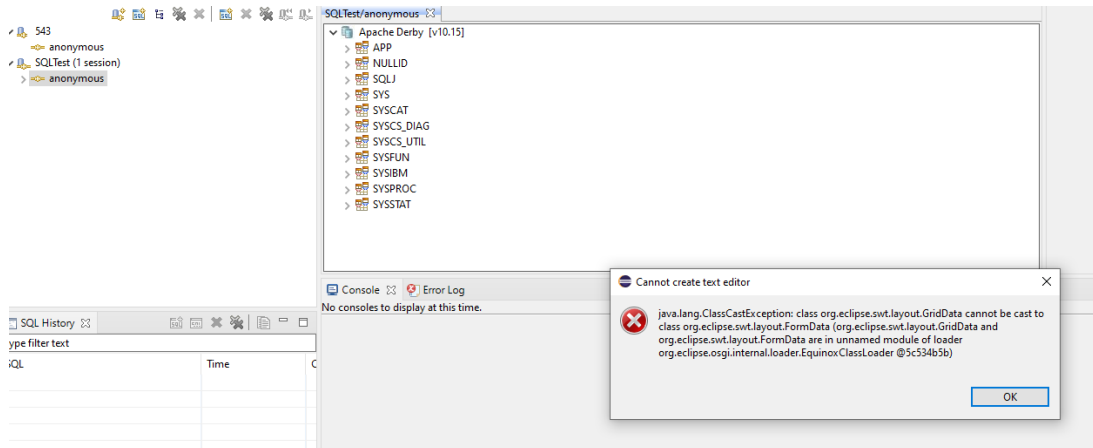 543
anonymous
SQLTest (1 session)
anonymous
SQLTest/anonymous
Apache Derby [v10.15]
APP
NULLID
SQLJ
SYS
SYSCAT
SYSCS_DIAG
SYSCS_UTIL
SYSFUN
SYSIBM
SYSPROC
SYSSTAT
Console
Error Log
No consoles to display at this time.
SQL History
ype filter text
SQL
Time
Cannot create text editor
java.lang.ClassCastException: class org.eclipse.swt.layout.GridData cannot be cast to
class org.eclipse.swt.layout.FormData (org.eclipse.swt.layout.GridData and
org.eclipse.swt.layout.FormData are in unnamed module of loader
org.eclipse.osgi.internal.loader.EquinoxClassLoader @5c534b5b)
OK